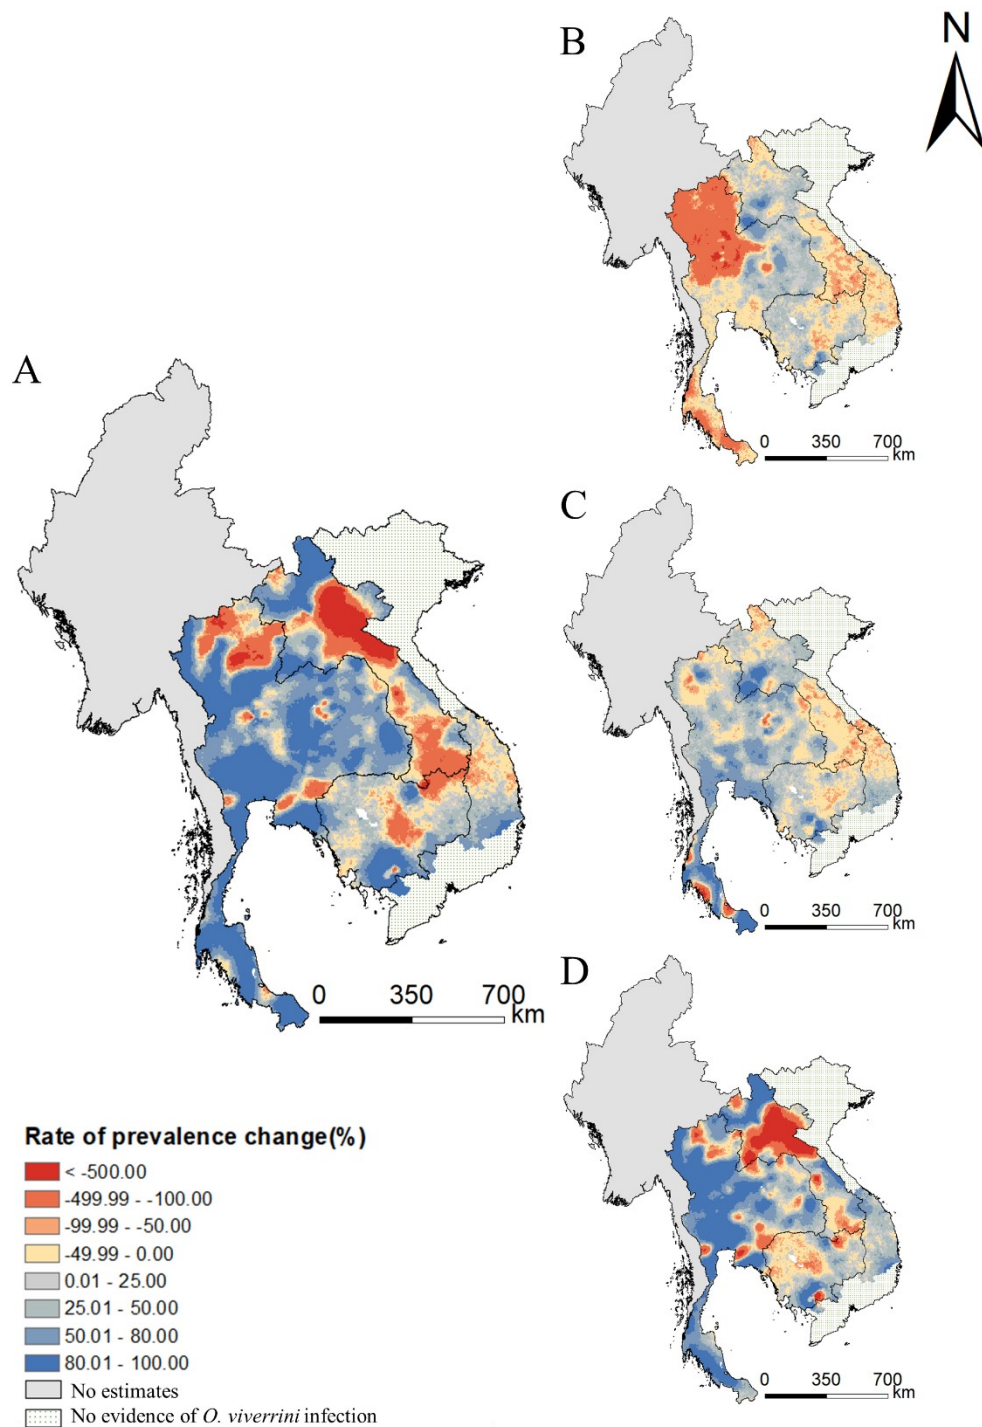 B
N
0 350 700
km
A
C
0 350 700
km
0 350 700
km
D
Rate of prevalence change(%)
< -500.00
-499.99 - -100.00
-99.99 - -50.00
-49.99 - 0.00
0.01 - 25.00
25.01 - 50.00
50.01 - 80.00
80.01 - 100.00
No estimates
No evidence of O. viverrini infection
0 350 700
km